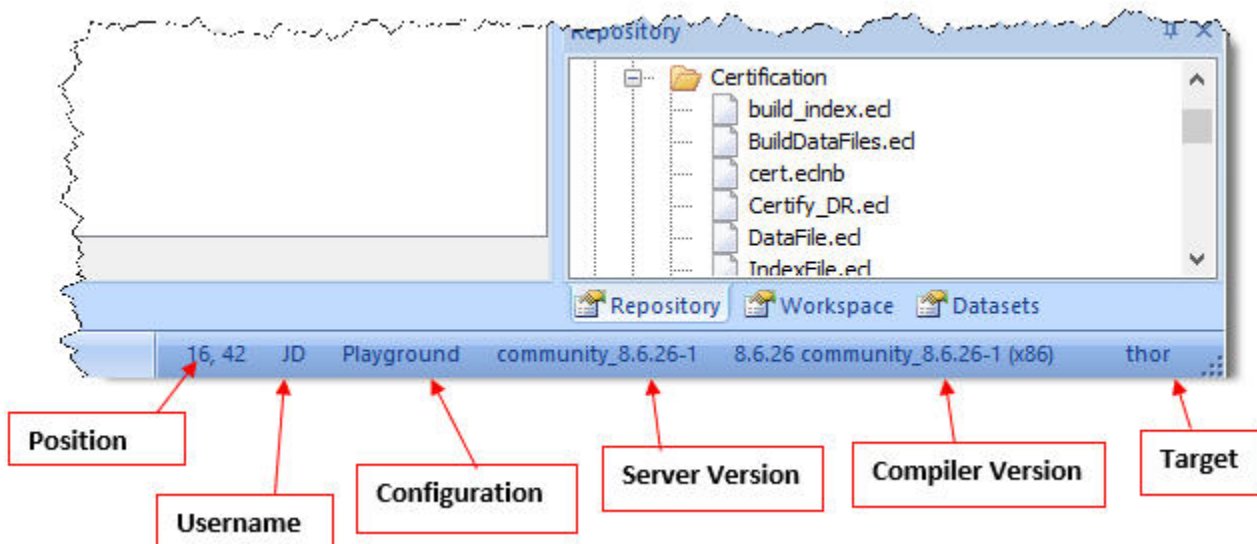 Repository
Certification
build_index.ecl
BuildDataFiles.ecl
cert.eclnb
Certify_DR.ecl
DataFile.ecl
IndexFile.ecl
Repository Workspace Datasets
16, 42 JD Playground community_8.6.26-1 8.6.26 community_8.6.26-1 (x86) thor
Position
Username
Configuration
Server Version
Compiler Version
Target